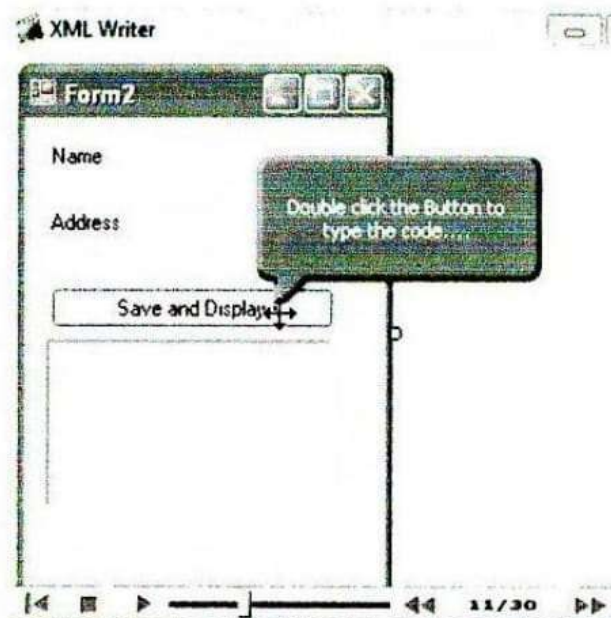 XML Writer
Form2
Name
Address
Double click the Button to
type the code....
Save and Display
11/30